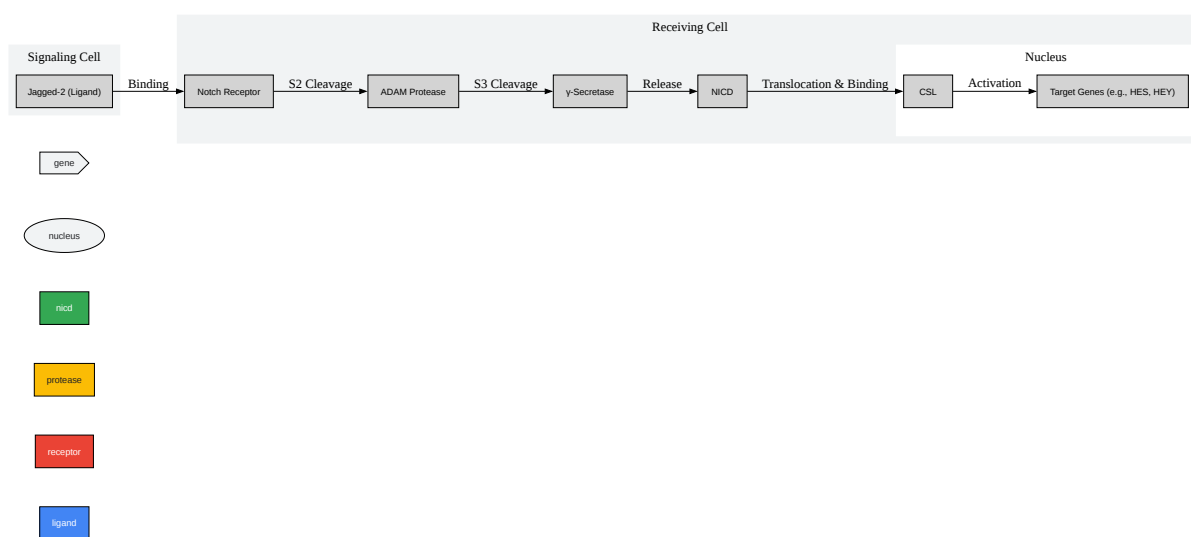 Receiving Cell
Signaling Cell
Nucleus
Jagged-2 (Ligand)
Binding
Notch Receptor
S2 Cleavage
ADAM Protease
S3 Cleavage
γ-Secretase
Release
NICD
Translocation & Binding
CSL
Activation
Target Genes (e.g., HES, HEY)
gene
nucleus
nicd
protease
receptor
ligand